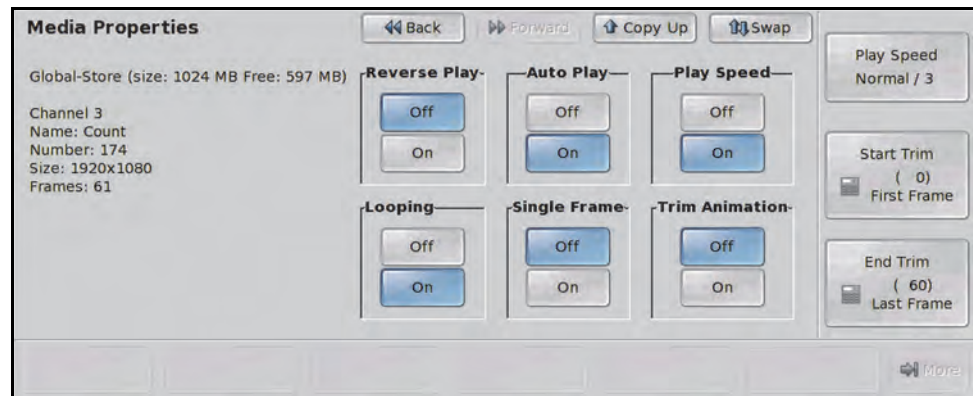 Media Properties
Back
Forward
Copy Up
Swap
Global-Store (size: 1024 MB Free: 597 MB)
Channel 3
Name: Count
Number: 174
Size: 1920x1080
Frames: 61
Reverse Play
Off
On
Auto Play
Off
On
Play Speed
Off
On
Looping
Off
On
Single Frame
Off
On
Trim Animation
Off
On
Play Speed
Normal / 3
Start Trim
( 0)
First Frame
End Trim
( 60)
Last Frame
More